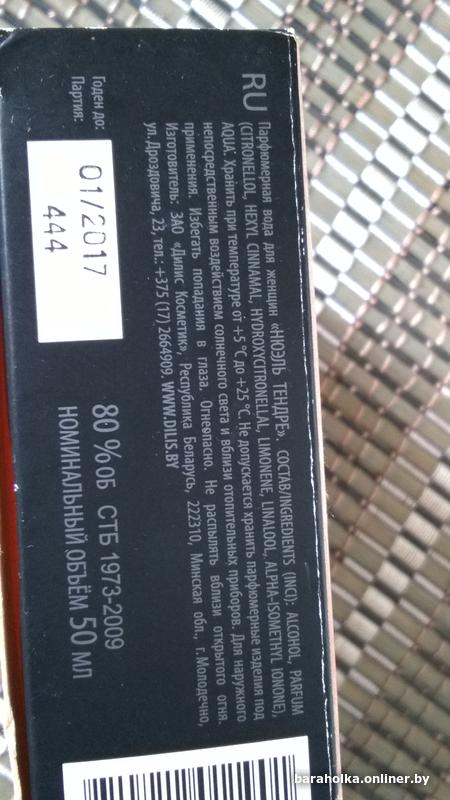 RU
Парфюмерная вода для женщин «НЮЭЛЬ ТЕНДРЕ». СОСТАВ/INGREDIENTS (INCI): ALCOHOL, PARFUM
(CITRONELLOL, HEXYL CINNAMAL, HYDROXYCITRONELLAL, LIMONENE, LINALOOL, ALPHA-ISOMETHYL IONONE),
AQUA. Хранить при температуре от +5 °C до +25 °C. Не допускается хранить парфюмерные изделия под
непосредственным воздействием солнечного света и вблизи отопительных приборов. Для наружного
применения. Избегать попадания в глаза. Огнеопасно. Не распылять вблизи открытого огня.
Изготовитель: ЗАО «Дилис Косметик», Республика Беларусь, 222310, Минская обл., г.Молодечно,
ул.Дроздовича, 23, тел.: +375 (17) 2664909. WWW.DILIS.BY
Годен до: 01/2017
Партия: 444
80 %об СТБ 1973-2009
НОМИНАЛЬНЫЙ ОБЪЁМ 50 МЛ
baraholka.onliner.by